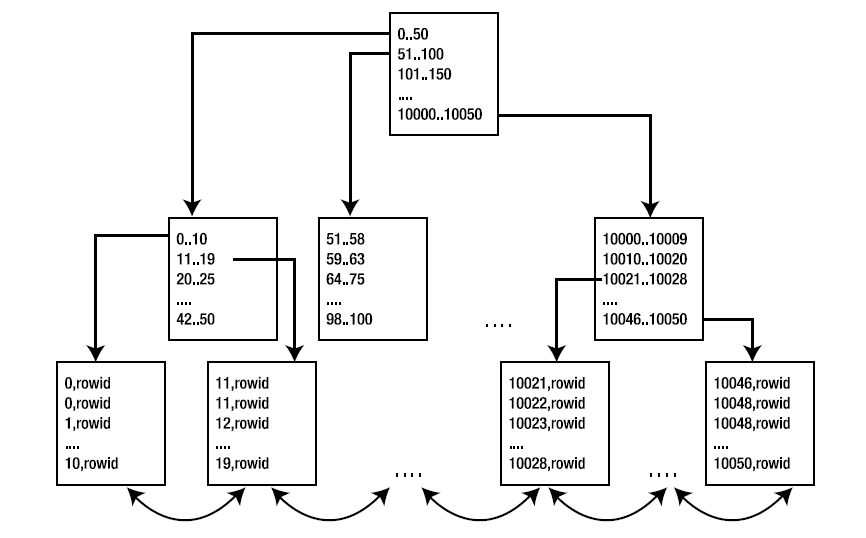 0..50
51..100
101..150
....
10000..10050
0..10
11..19
20..25
....
42..50
51..58
59..63
64..75
....
98..100
....
10000..10009
10010..10020
10021..10028
....
10046..10050
0,rowid
0,rowid
1,rowid
....
10,rowid
11,rowid
11,rowid
12,rowid
....
19,rowid
....
10021,rowid
10022,rowid
10023,rowid
....
10028,rowid
....
10046,rowid
10048,rowid
10048,rowid
....
10050,rowid